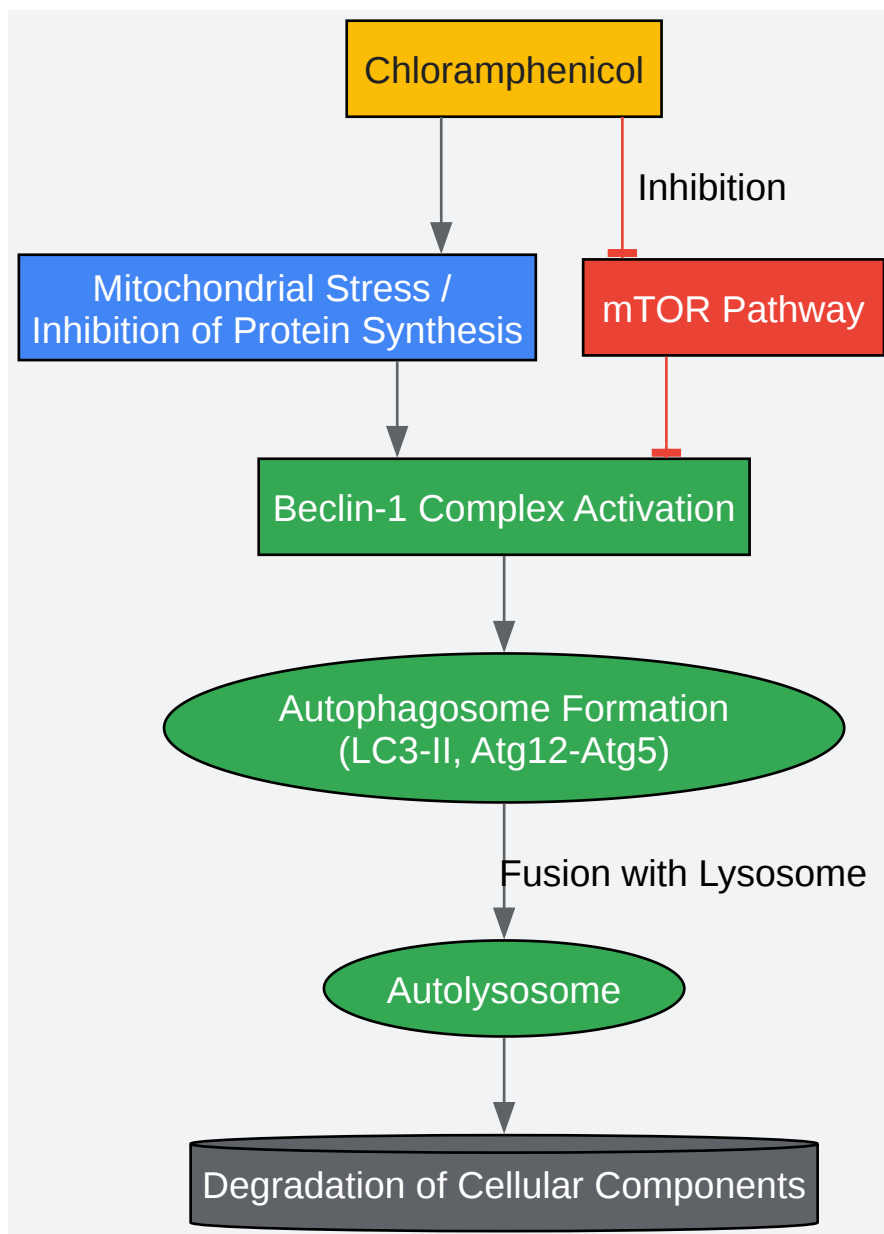 Chloramphenicol
Inhibition
Mitochondrial Stress /
Inhibition of Protein Synthesis
mTOR Pathway
Beclin-1 Complex Activation
Autophagosome Formation
(LC3-II, Atg12-Atg5)
Fusion with Lysosome
Autolysosome
Degradation of Cellular Components